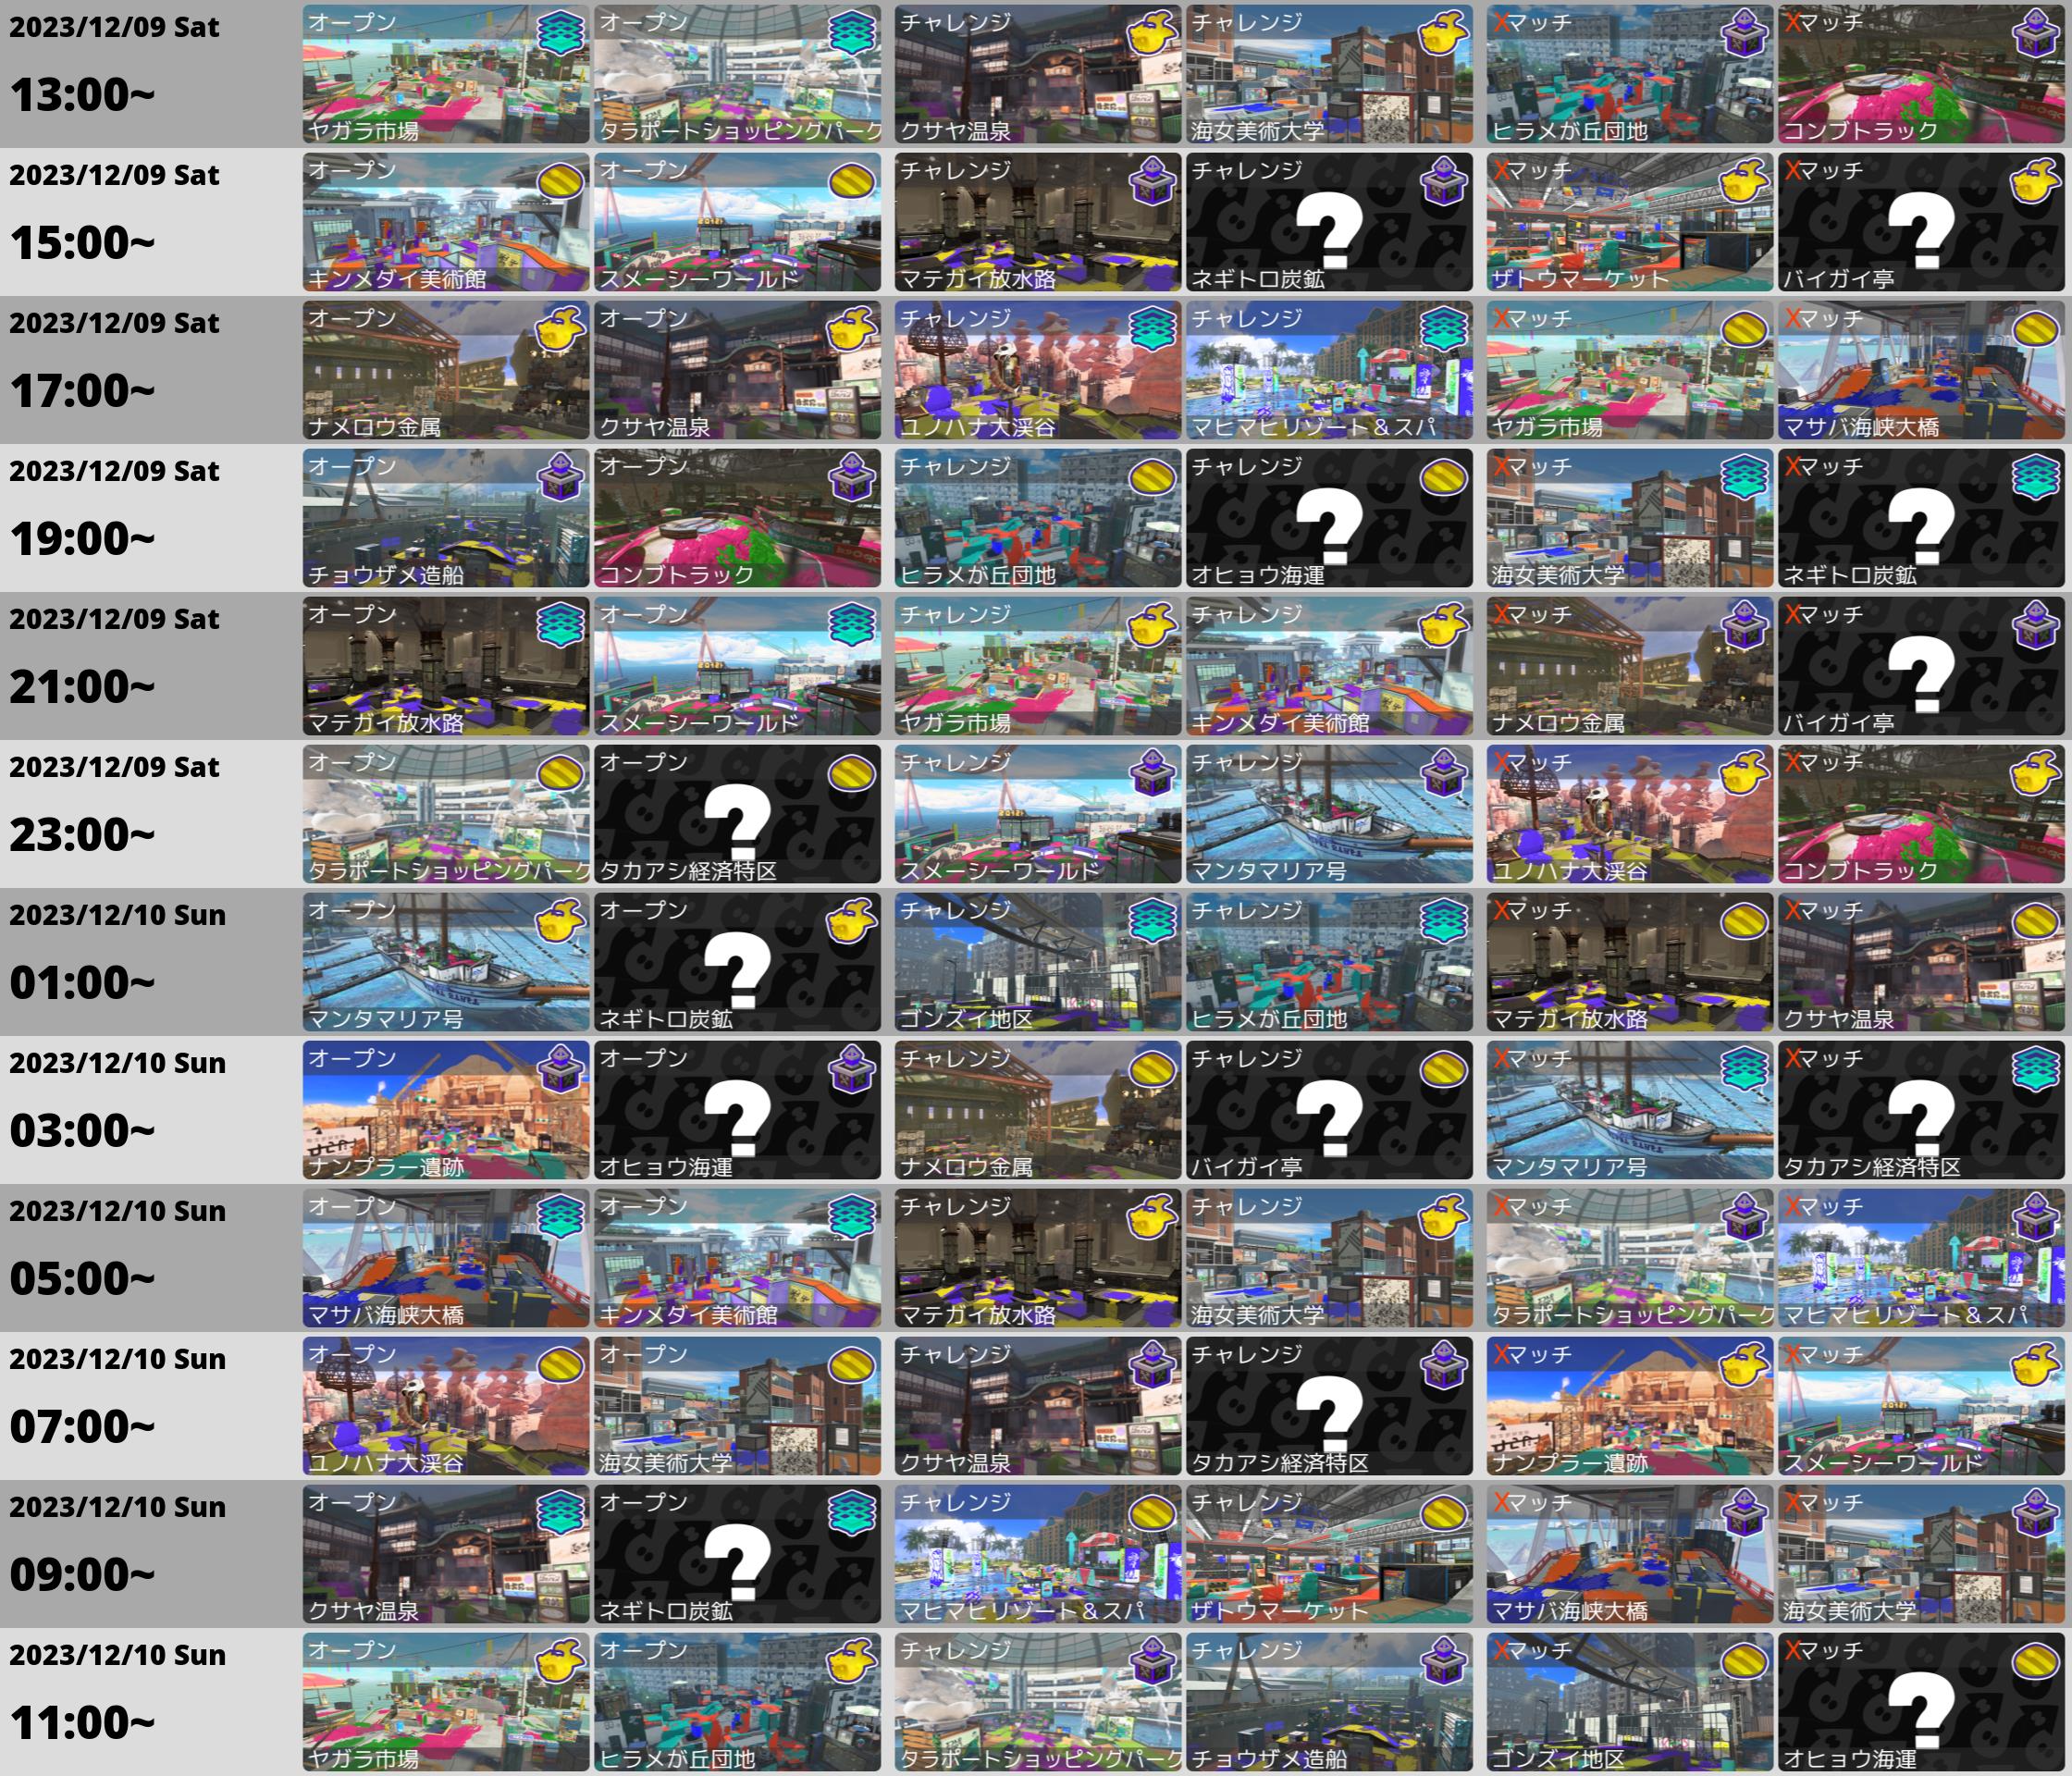 2023/12/09 Sat
13:00~
オープン
ヤガラ市場
オープン
タラポートショッピングパーク
チャレンジ
クサヤ温泉
チャレンジ
海女美術大学
Xマッチ
ヒラメが丘団地
Xマッチ
コンブトラック
2023/12/09 Sat
15:00~
オープン
キンメダイ美術館
オープン
スメーシーワールド
チャレンジ
マテガイ放水路
チャレンジ
?
ネギトロ炭鉱
Xマッチ
ザトウマーケット
Xマッチ
?
バイガイ亭
2023/12/09 Sat
17:00~
オープン
ナメロウ金属
オープン
クサヤ温泉
チャレンジ
ユノハナ大渓谷
チャレンジ
マヒマヒリゾート＆スパ
Xマッチ
ヤガラ市場
Xマッチ
マサバ海峡大橋
2023/12/09 Sat
19:00~
オープン
チョウザメ造船
オープン
コンブトラック
チャレンジ
ヒラメが丘団地
チャレンジ
?
オヒョウ海運
Xマッチ
海女美術大学
Xマッチ
?
ネギトロ炭鉱
2023/12/09 Sat
21:00~
オープン
マテガイ放水路
オープン
スメーシーワールド
チャレンジ
ヤガラ市場
チャレンジ
キンメダイ美術館
Xマッチ
ナメロウ金属
Xマッチ
?
バイガイ亭
2023/12/09 Sat
23:00~
オープン
タラポートショッピングパーク
オープン
?
タカアシ経済特区
チャレンジ
スメーシーワールド
チャレンジ
マンタマリア号
Xマッチ
ユノハナ大渓谷
Xマッチ
コンブトラック
2023/12/10 Sun
01:00~
オープン
マンタマリア号
オープン
?
ネギトロ炭鉱
チャレンジ
ゴンズイ地区
チャレンジ
ヒラメが丘団地
Xマッチ
マテガイ放水路
Xマッチ
クサヤ温泉
2023/12/10 Sun
03:00~
オープン
ナンプラー遺跡
オープン
?
オヒョウ海運
チャレンジ
ナメロウ金属
チャレンジ
?
バイガイ亭
Xマッチ
マンタマリア号
Xマッチ
?
タカアシ経済特区
2023/12/10 Sun
05:00~
オープン
マサバ海峡大橋
オープン
キンメダイ美術館
チャレンジ
マテガイ放水路
チャレンジ
海女美術大学
Xマッチ
タラポートショッピングパーク
Xマッチ
マヒマヒリゾート＆スパ
2023/12/10 Sun
07:00~
オープン
ユノハナ大渓谷
オープン
海女美術大学
チャレンジ
クサヤ温泉
チャレンジ
?
タカアシ経済特区
Xマッチ
ナンプラー遺跡
Xマッチ
スメーシーワールド
2023/12/10 Sun
09:00~
オープン
クサヤ温泉
オープン
?
ネギトロ炭鉱
チャレンジ
マヒマヒリゾート＆スパ
チャレンジ
ザトウマーケット
Xマッチ
マサバ海峡大橋
Xマッチ
海女美術大学
2023/12/10 Sun
11:00~
オープン
ヤガラ市場
オープン
ヒラメが丘団地
チャレンジ
タラポートショッピングパーク
チャレンジ
チョウザメ造船
Xマッチ
ゴンズイ地区
Xマッチ
?
オヒョウ海運